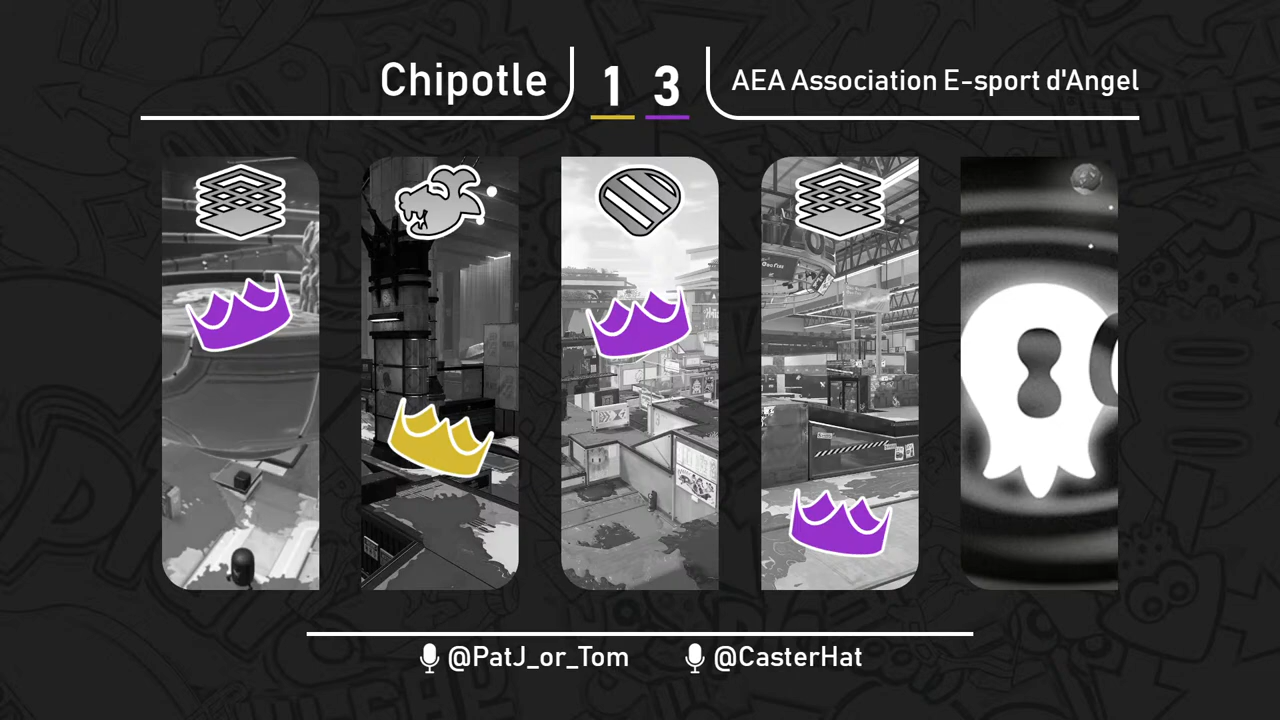 Chipotle
1 3
AEA Association E-sport d'Angel
@PatJ_or_Tom
@CasterHat